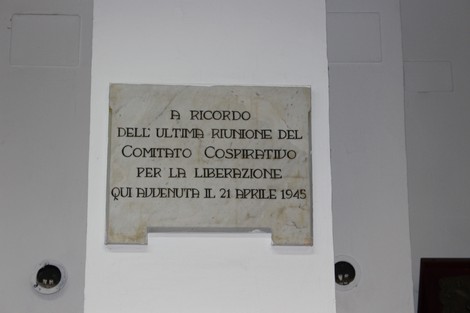 A RICORDO
DELL'ULTIMA RIUNIONE DEL
COMITATO COSPIRATIVO
PER LA LIBERAZIONE
QUI AVVENUTA IL 21 APRILE 1945